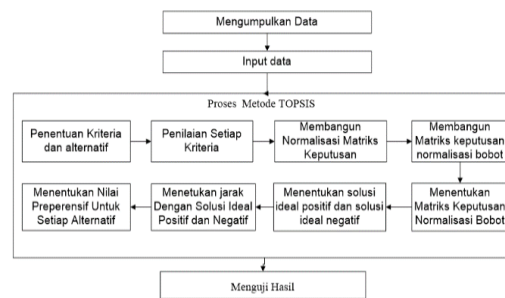 Mengumpulkan Data
Input data
Proses Metode TOPSIS
Penentuan Kriteria
dan alternatif
Penilaian Setiap
Kriteria
Membangun
Normalisasi Matriks
Keputusan
Membangun
Matriks keputusan
normalisasi bobot
Menentukan
Matriks Keputusan
Normalisasi Bobot
Menentukan solusi
ideal positif dan solusi
ideal negatif
Metetukan jarak
Dengan Solusi Ideal
Positif dan Negatif
Menentukan Nilai
Preperensif Untuk
Setiap Alternatif
Menguji Hasil